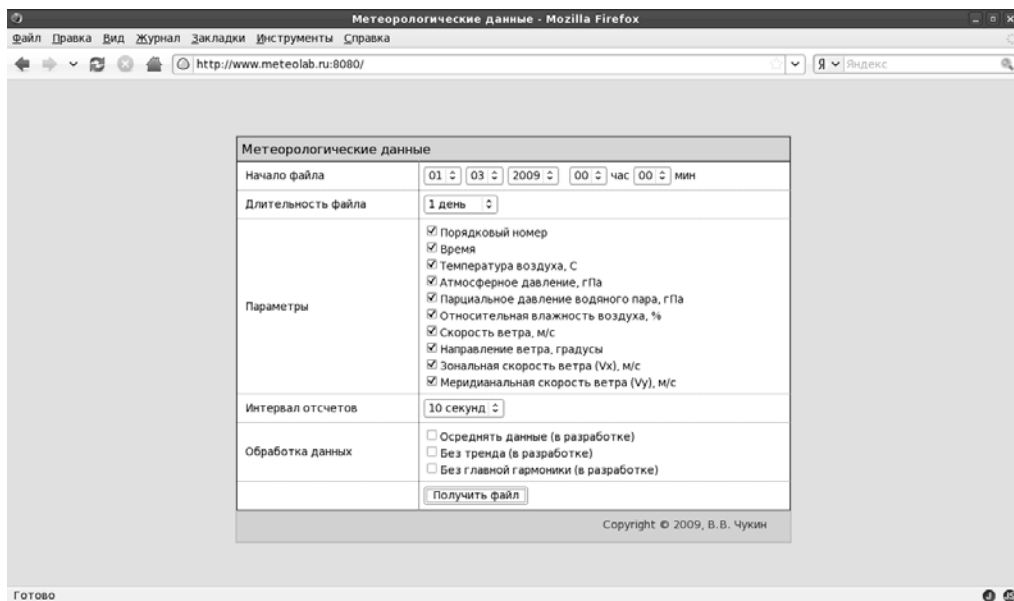 Метеорологические данные - Mozilla Firefox
Файл Правка Вид Журнал Закладки Инструменты Справка
http://www.meteolab.ru:8080/ Я Яндекс
Метеорологические данные
Начало файла 01 03 2009 00 час 00 мин
Длительность файла 1 день
Порядковый номер
Время
Температура воздуха, С
Атмосферное давление, гПа
Парциальное давление водяного пара, гПа
Параметры
Относительная влажность воздуха, %
Скорость ветра, м/с
Направление ветра, градусы
Зональная скорость ветра (Vx), м/с
Меридианальная скорость ветра (Vy), м/с
Интервал отсчетов 10 секунд
Осреднять данные (в разработке)
Обработка данных Без тренда (в разработке)
Без главной гармоники (в разработке)
Получить файл
Copyright © 2009, В.В. Чукин
Готово